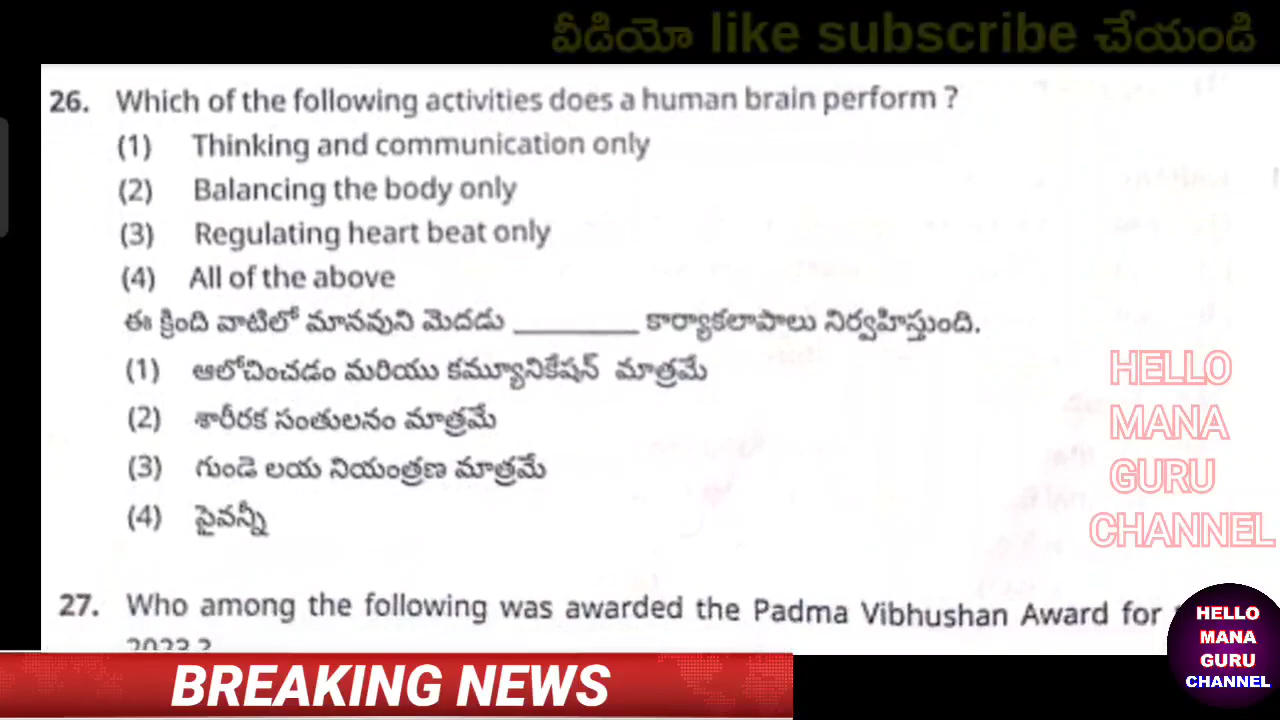 వీడియో like subscribe చేయండి
26. Which of the following activities does a human brain perform ?
(1) Thinking and communication only
(2) Balancing the body only
(3) Regulating heart beat only
(4) All of the above
ఈ క్రింది వాటిలో మానవుని మెదడు ________ కార్యాకలాపాలు నిర్వహిస్తుంది.
(1) ఆలోచించడం మరియు కమ్యూనికేషన్ మాత్రమే
(2) శారీరక సంతులనం మాత్రమే
(3) గుండె లయ నియంత్రణ మాత్రమే
(4) పైవన్నీ
27. Who among the following was awarded the Padma Vibhushan Award for
2023 ?
HELLO
MANA
GURU
CHANNEL
HELLO
MANA
GURU
CHANNEL
BREAKING NEWS